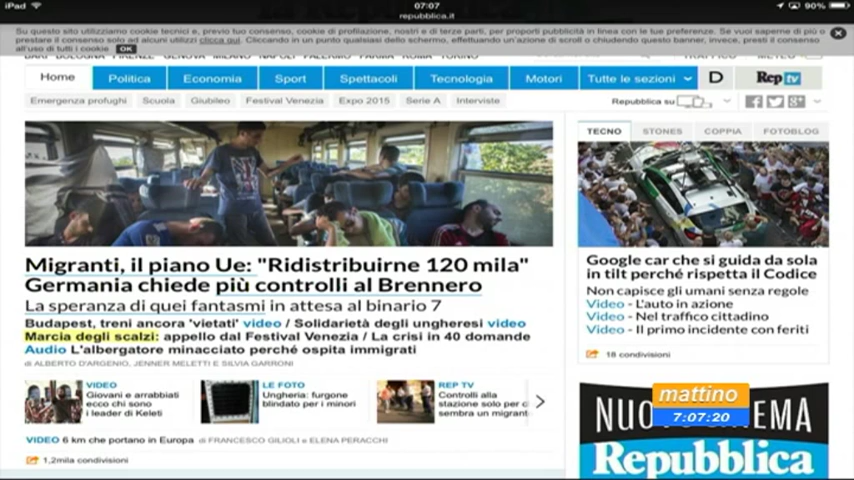 iPad
07:07
90%
repubblica.it
Su questo sito utilizziamo cookie tecnici e, previo tuo consenso, cookie di profilazione, nostri e di terze parti, per proporti pubblicità in linea con le tue preferenze. Se vuoi saperne di più o
prestare il consenso solo ad alcuni utilizzi clicca qui. Cliccando in un punto qualsiasi dello schermo, effettuando un'azione di scroll o chiudendo questo banner, invece, presti il consenso
all'uso di tutti i cookie OK
Home Politica Economia Sport Spettacoli Tecnologia Motori Tutte le sezioni D Rep tv
Emergenza profughi Scuola Giubileo Festival Venezia Expo 2015 Serie A Interviste Repubblica su
Migranti, il piano Ue: "Ridistribuirne 120 mila"
Germania chiede più controlli al Brennero
La speranza di quei fantasmi in attesa al binario 7
Budapest, treni ancora 'vietati' video / Solidarietà degli ungheresi video
Marcia degli scalzi: appello dal Festival Venezia / La crisi in 40 domande
Audio L'albergatore minacciato perché ospita immigrati
di ALBERTO D'ARGENIO, JENNER MELETTI E SILVIA GARRONI
VIDEO
Giovani e arrabbiati
ecco chi sono
i leader di Keleti
LE FOTO
Ungheria: furgone
blindato per i minori
REP TV
Controlli alla
stazione solo per c
sembra un migrant
VIDEO 6 km che portano in Europa di FRANCESCO GILIOLI e ELENA PERACCHI
1,2mila condivisioni
TECNO STONES COPPIA FOTOBLOG
Google car che si guida da sola
in tilt perché rispetta il Codice
Non capisce gli umani senza regole
Video - L'auto in azione
Video - Nel traffico cittadino
Video - Il primo incidente con feriti
18 condivisioni
mattino
7:07:20
Repubblica